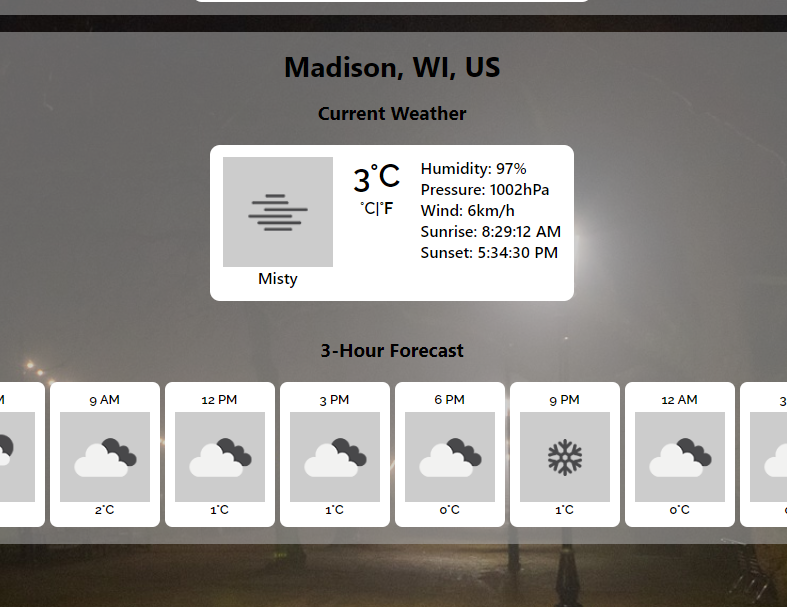 Madison, WI, US
Current Weather
3°C
°C|°F
Humidity: 97%
Pressure: 1002hPa
Wind: 6km/h
Sunrise: 8:29:12 AM
Sunset: 5:34:30 PM
Misty
3-Hour Forecast
9 AM 12 PM 3 PM 6 PM 9 PM 12 AM
2°C 1°C 1°C 0°C 1°C 0°C